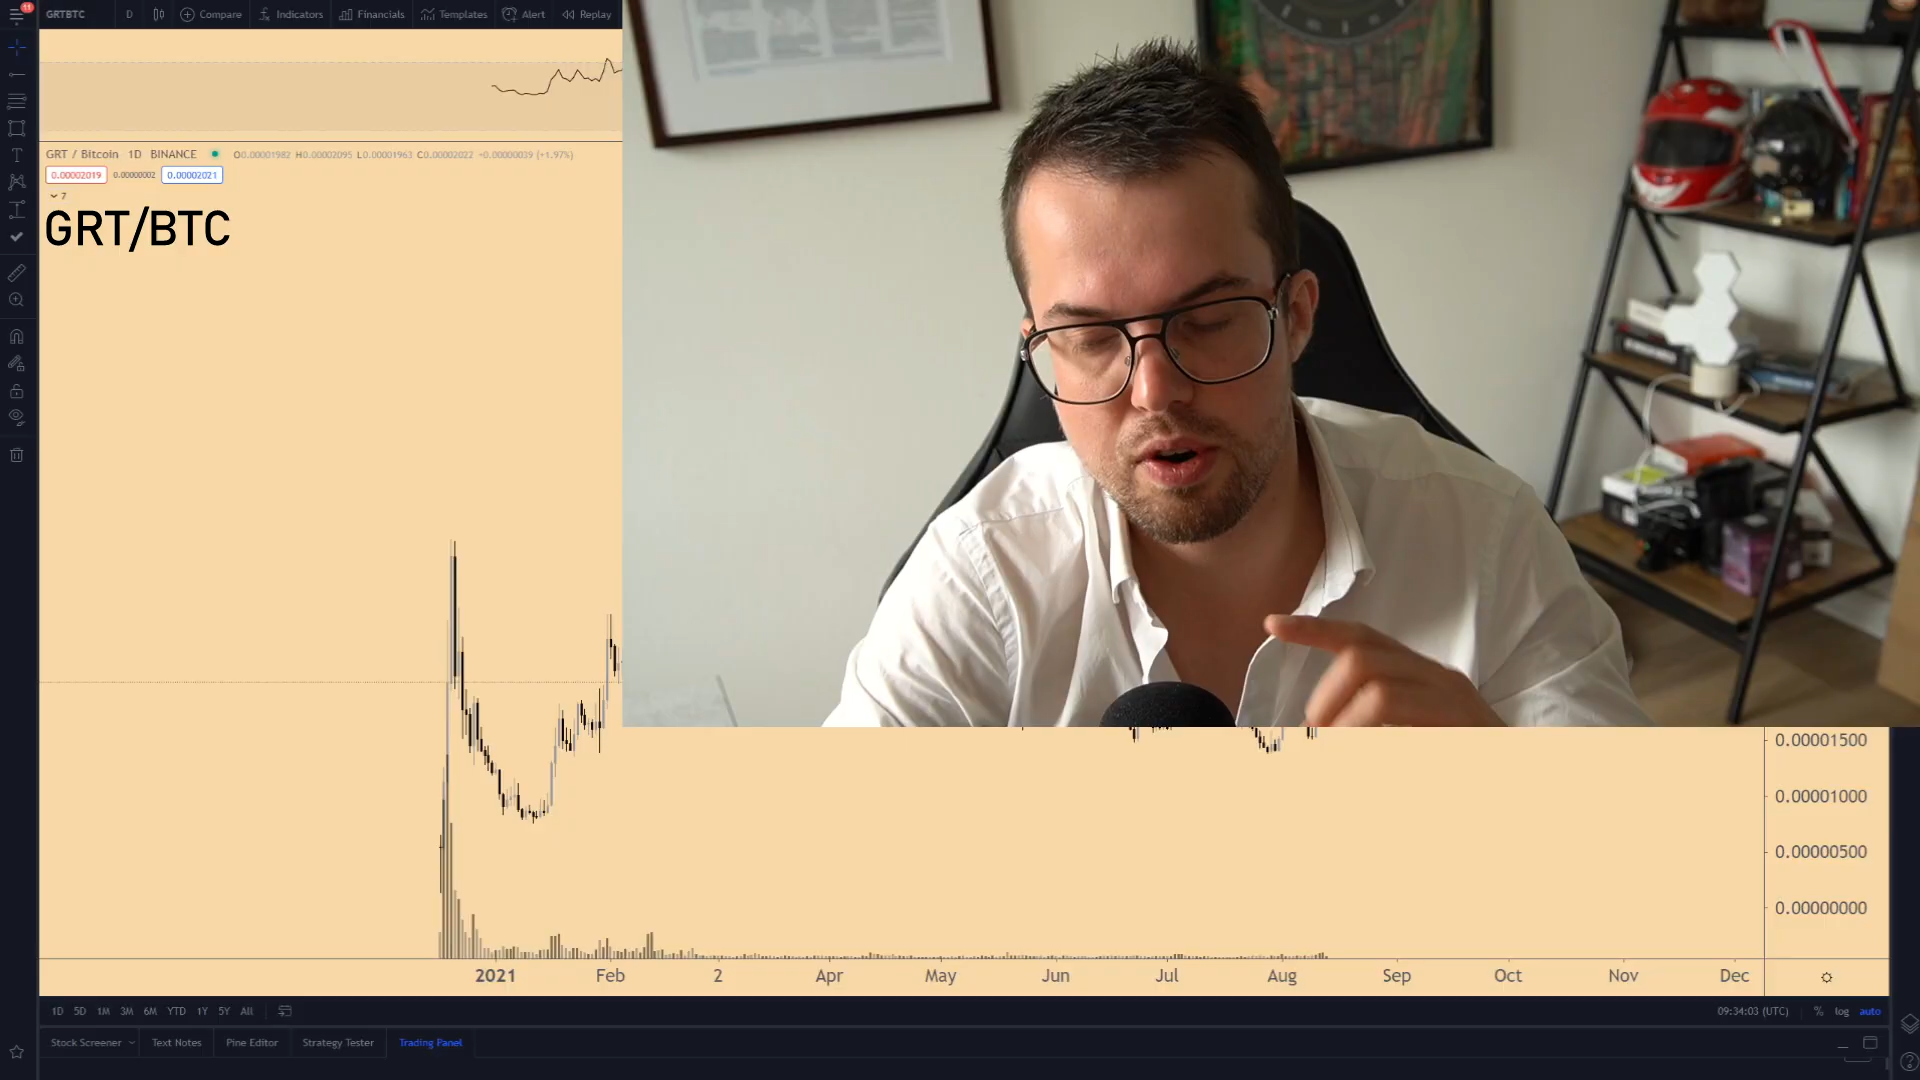 11
GRTBTC D Compare Indicators Financials Templates Alert Replay
GRT / Bitcoin 1D BINANCE O0.00001982 H0.00002095 L0.00001963 C0.00002022 +0.00000039 (+1.97%)
0.00002019 0.00000002 0.00002021
7
GRT/BTC
0.00001500
0.00001000
0.00000500
0.00000000
2021 Feb 2 Apr May Jun Jul Aug Sep Oct Nov Dec
1D 5D 1M 3M 6M YTD 1Y 5Y All 09:34:03 (UTC) % log auto
Stock Screener Text Notes Pine Editor Strategy Tester Trading Panel